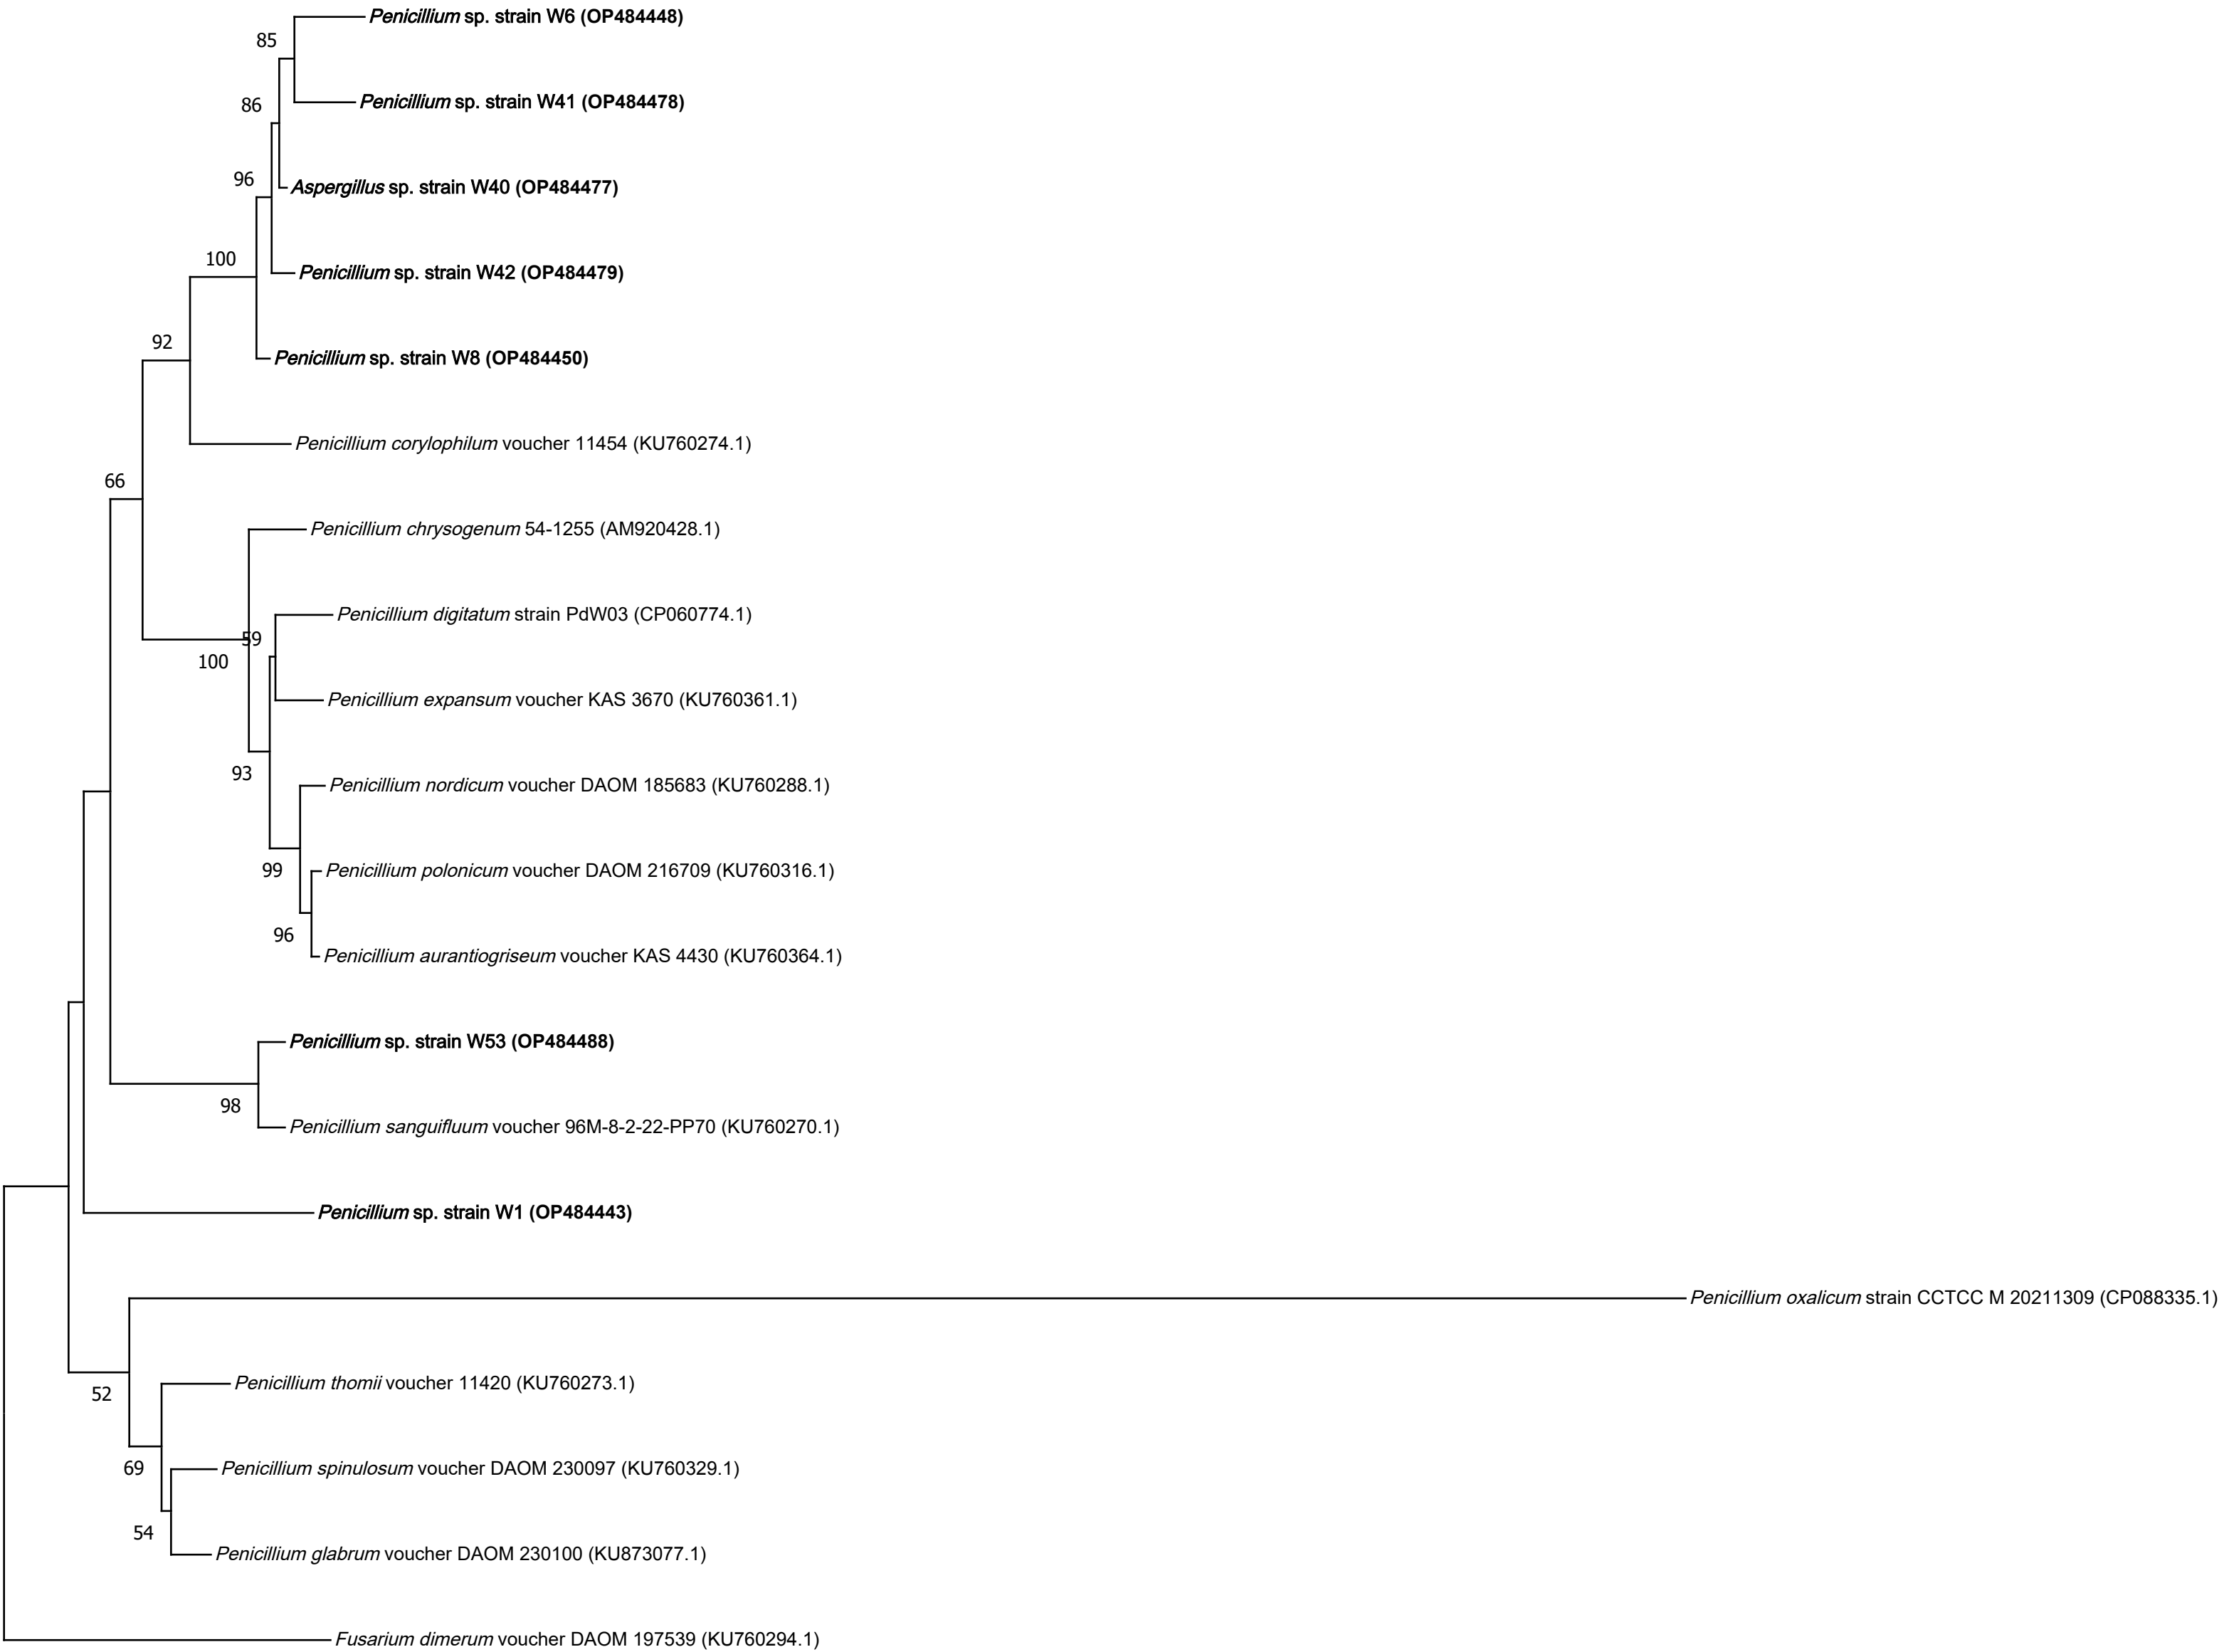 Penicillium sp. strain W6 (OP484448)
85
Penicillium sp. strain W41 (OP484478)
86
96
Aspergillus sp. strain W40 (OP484477)
100
Penicillium sp. strain W42 (OP484479)
92
Penicillium sp. strain W8 (OP484450)
Penicillium corylophilum voucher 11454 (KU760274.1)
66
Penicillium chrysogenum 54-1255 (AM920428.1)
Penicillium digitatum strain PdW03 (CP060774.1)
59
100
Penicillium expansum voucher KAS 3670 (KU760361.1)
93
Penicillium nordicum voucher DAOM 185683 (KU760288.1)
99
Penicillium polonicum voucher DAOM 216709 (KU760316.1)
96
Penicillium aurantiogriseum voucher KAS 4430 (KU760364.1)
Penicillium sp. strain W53 (OP484488)
98
Penicillium sanguifluum voucher 96M-8-2-22-PP70 (KU760270.1)
Penicillium sp. strain W1 (OP484443)
Penicillium oxalicum strain CCTCC M 20211309 (CP088335.1)
52
Penicillium thomii voucher 11420 (KU760273.1)
69
Penicillium spinulosum voucher DAOM 230097 (KU760329.1)
54
Penicillium glabrum voucher DAOM 230100 (KU873077.1)
Fusarium dimerum voucher DAOM 197539 (KU760294.1)